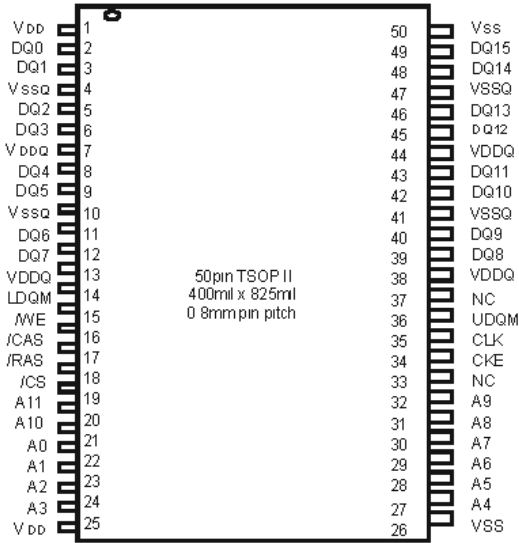 VDD 1 50 Vss
DQ0 2 49 DQ15
DQ1 3 48 DQ14
VSSQ 4 47 VSSQ
DQ2 5 46 DQ13
DQ3 6 45 DQ12
VDDQ 7 44 VDDQ
DQ4 8 43 DQ11
DQ5 9 42 DQ10
VSSQ 10 41 VSSQ
DQ6 11 40 DQ9
DQ7 12 39 DQ8
VDDQ 13 38 VDDQ
LDQM 14 37 NC
/WE 15 36 UDQM
/CAS 16 35 CLK
/RAS 17 34 CKE
/CS 18 33 NC
A11 19 32 A9
A10 20 31 A8
A0 21 30 A7
A1 22 29 A6
A2 23 28 A5
A3 24 27 A4
VDD 25 26 VSS
50pin TSOP II
400mil x 825mil
0.8mm pin pitch